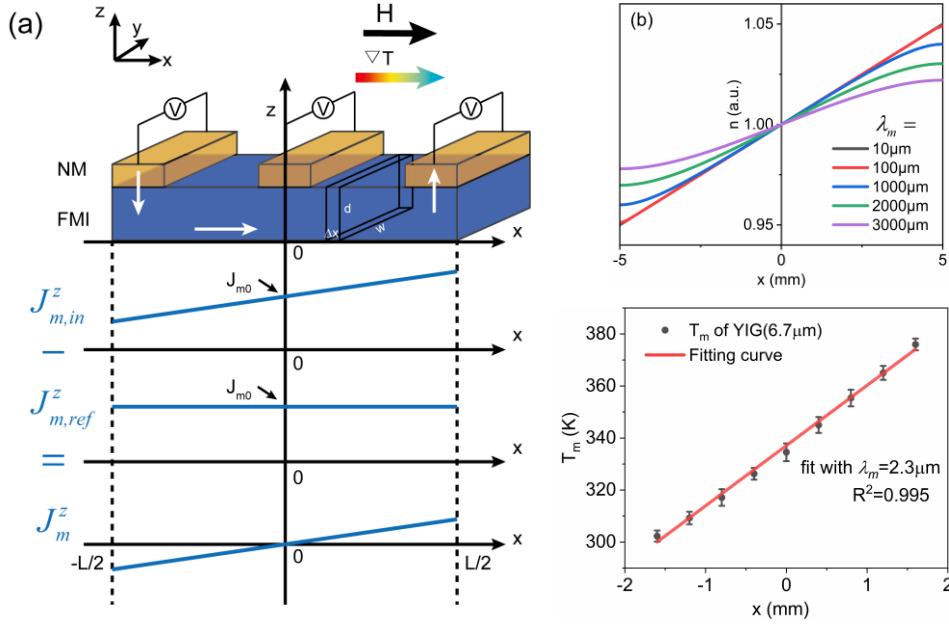 (a)
z
y
x
H
▽T
z
V
V
V
NM
FMI
d
w
Δx
x
0
J_m0
J^z_m,in
x
0
−
J_m0
J^z_m,ref
x
0
=
J^z_m
x
0
-L/2
L/2
(b)
1.05
1.00
0.95
n (a.u.)
λ_m =
10μm
100μm
1000μm
2000μm
3000μm
-5
0
5
x (mm)
380
360
340
320
300
T_m (K)
T_m of YIG(6.7μm)
Fitting curve
fit with λ_m=2.3μm
R²=0.995
-2
-1
0
1
2
x (mm)